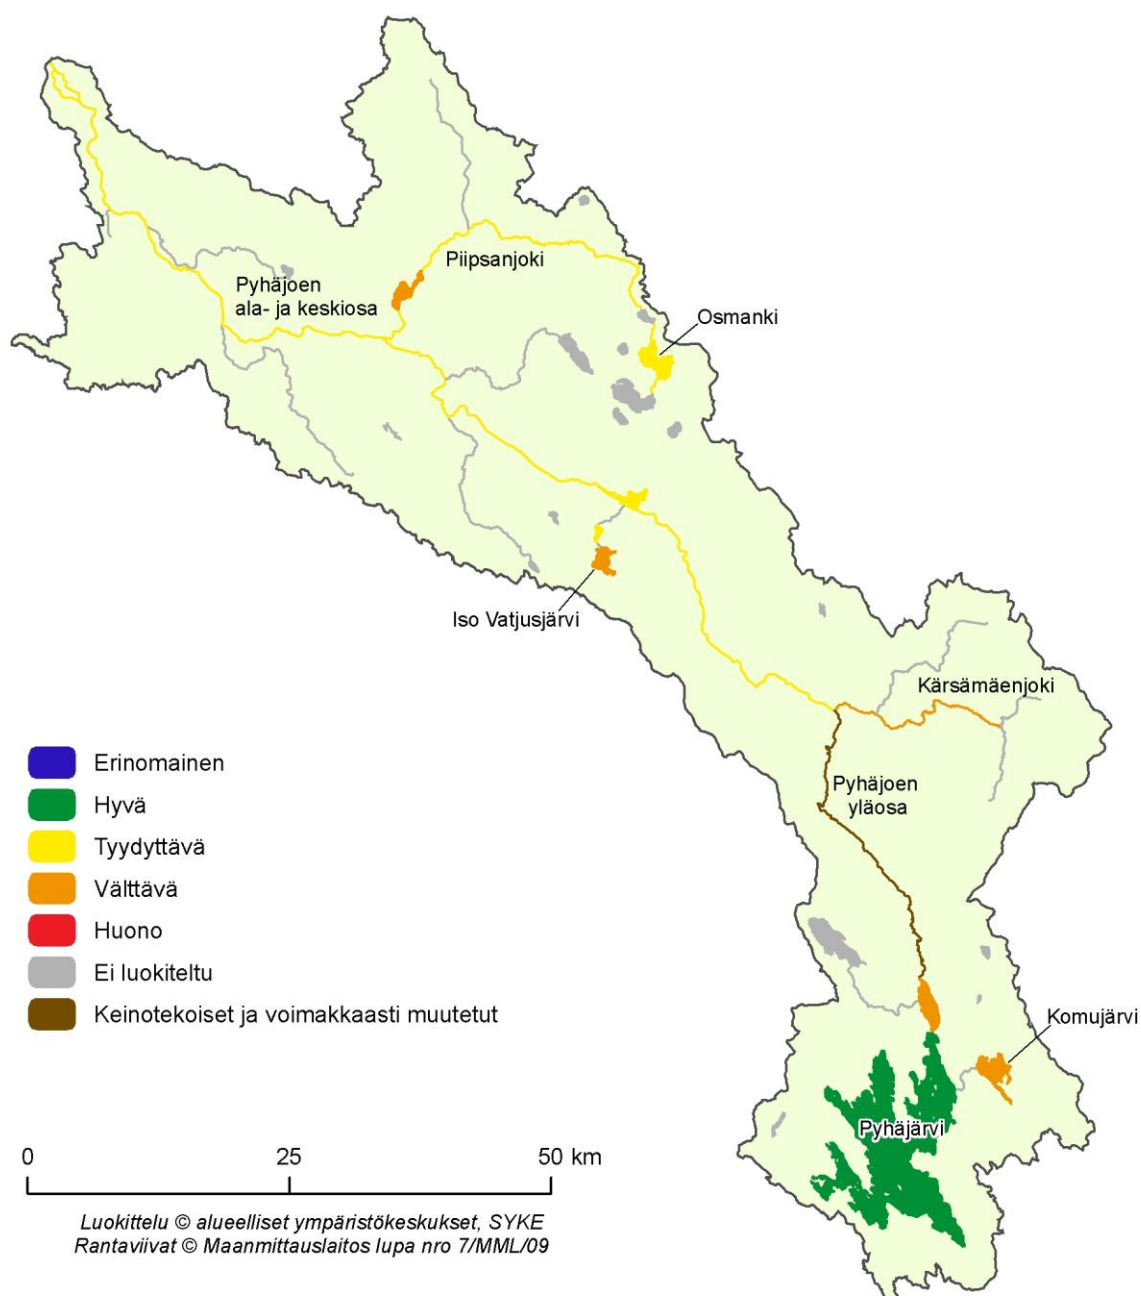 Piipsanjoki
Pyhäjoen
ala- ja keskiosa
Osmanki
Iso Vatjusjärvi
Kärsämäenjoki
Pyhäjoen
yläosa
Erinomainen
Hyvä
Tyydyttävä
Välttävä
Huono
Ei luokiteltu
Keinotekoiset ja voimakkaasti muutetut
Komujärvi
Pyhäjärvi
0 25 50 km
Luokittelu © alueelliset ympäristökeskukset, SYKE
Rantaviivat © Maanmittauslaitos lupa nro 7/MML/09